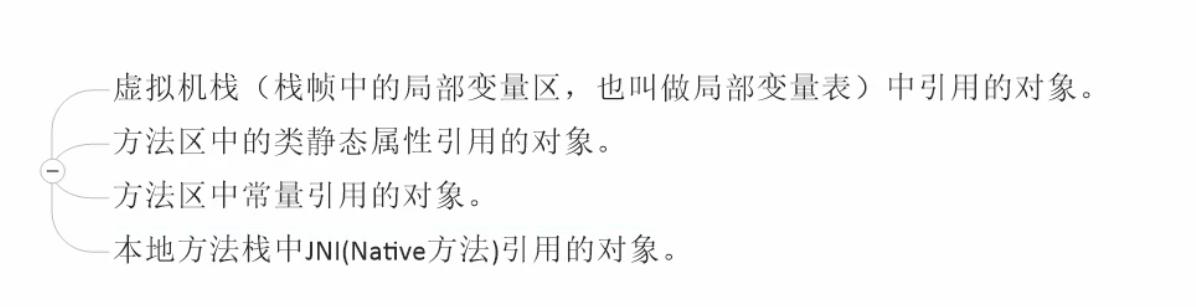 虚拟机栈（栈帧中的局部变量区，也叫做局部变量表）中引用的对象。
方法区中的类静态属性引用的对象。
方法区中常量引用的对象。
本地方法栈中JNI(Native方法)引用的对象。